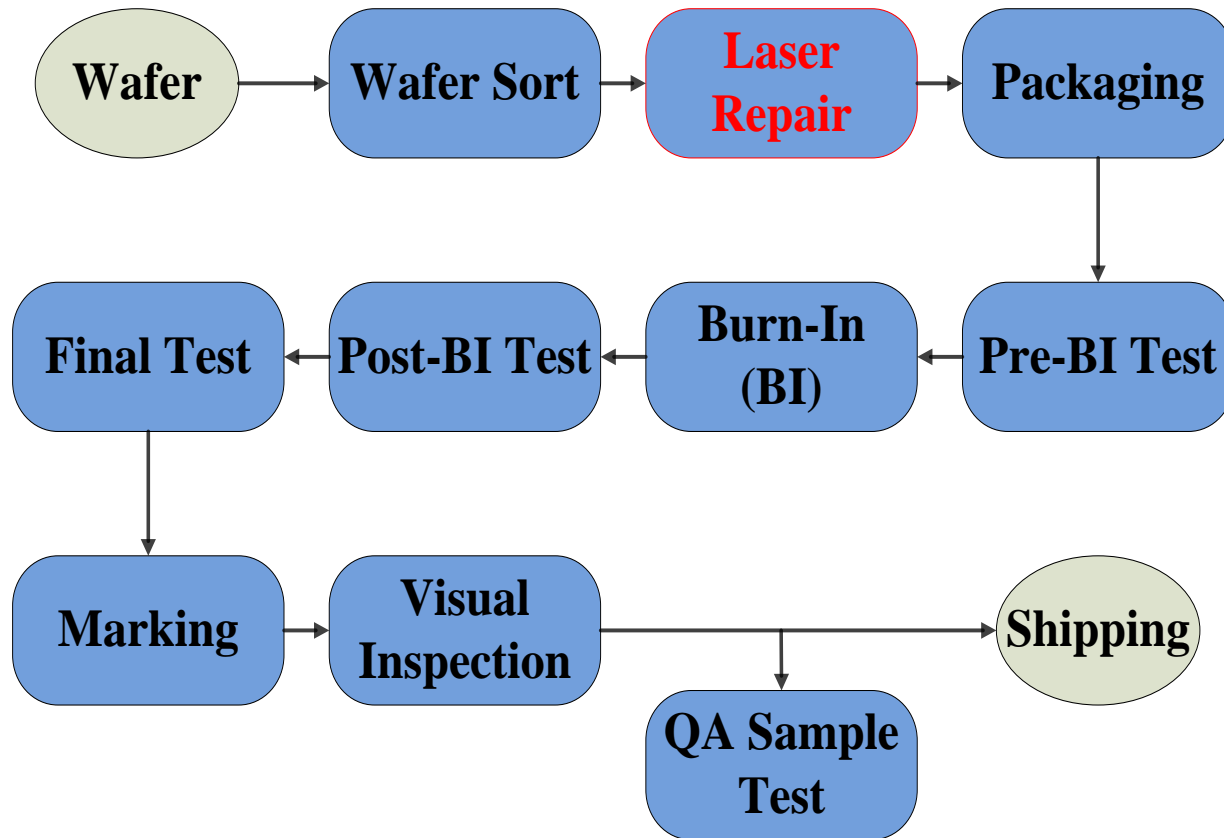 Wafer
Wafer Sort
Laser
Repair
Packaging
Final Test
Post-BI Test
Burn-In
(BI)
Pre-BI Test
Marking
Visual
Inspection
Shipping
QA Sample
Test